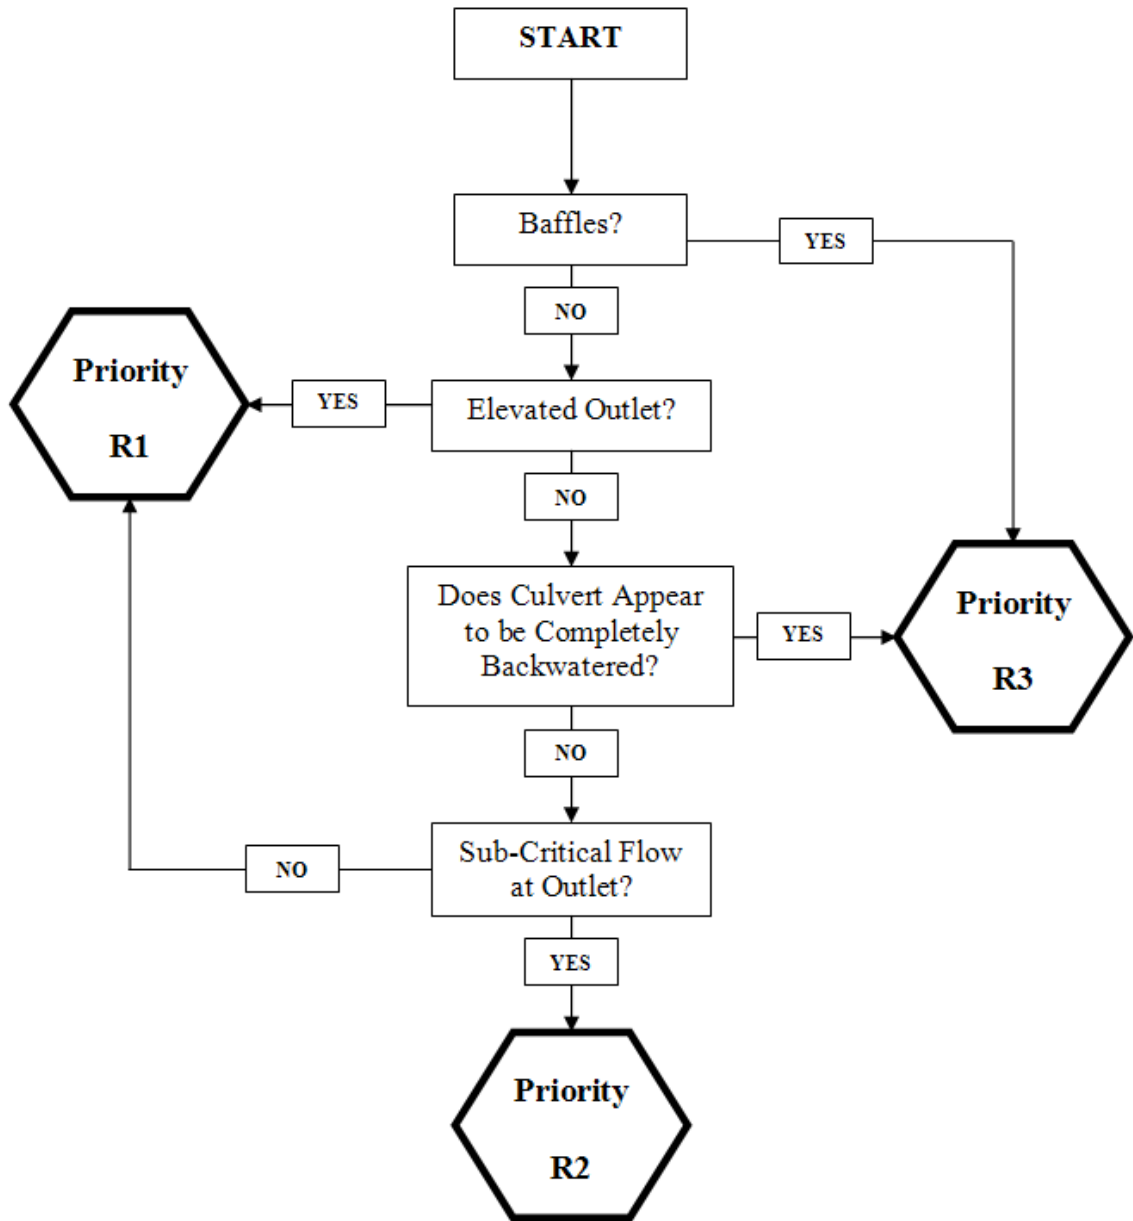 START
Baffles?
YES
NO
Priority
R1
YES
Elevated Outlet?
NO
Does Culvert Appear
to be Completely
Backwatered?
YES
Priority
R3
NO
Sub-Critical Flow
at Outlet?
NO
YES
Priority
R2